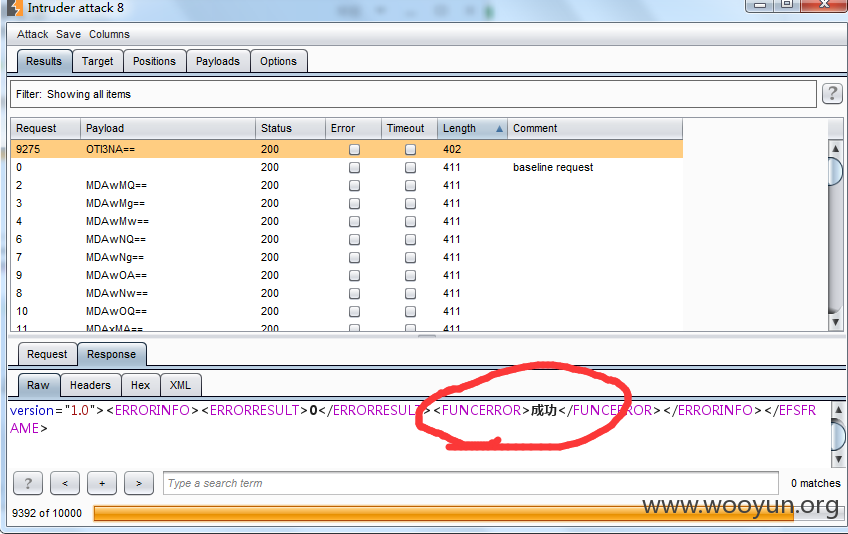 Intruder attack 8
Attack Save Columns
Results Target Positions Payloads Options
Filter: Showing all items ?
Request Payload Status Error Timeout Length Comment
9275 OTI3NA== 200 402
0 200 411 baseline request
2 MDAwMQ== 200 411
3 MDAwMg== 200 411
4 MDAwMw== 200 411
6 MDAwNQ== 200 411
7 MDAwNg== 200 411
9 MDAwOA== 200 411
8 MDAwNw== 200 411
10 MDAwOQ== 200 411
11 MDAxMA== 200 411
Request Response
Raw Headers Hex XML
version="1.0"><ERRORINFO><ERRORRESULT>0</ERRORRESULT><FUNCERROR>成功</FUNCERROR></ERRORINFO></EFSFR
AME>
? < + > Type a search term 0 matches
www.wooyun.org
9392 of 10000